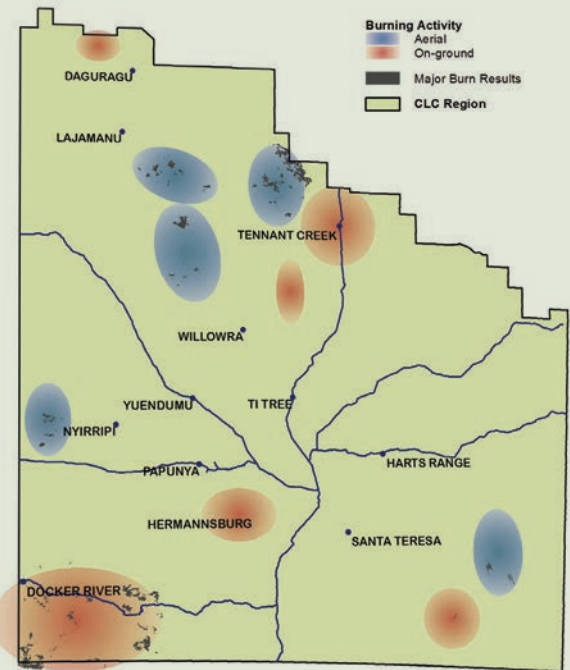 Burning Activity
Aerial
On-ground
Major Burn Results
CLC Region
DAGURAGU
LAJAMANU
TENNANT CREEK
WILLOWRA
YUENDUMU
TI TREE
NYIRRIPI
PAPUNYA
HARTS RANGE
HERMANNSBURG
SANTA TERESA
DOCKER RIVER